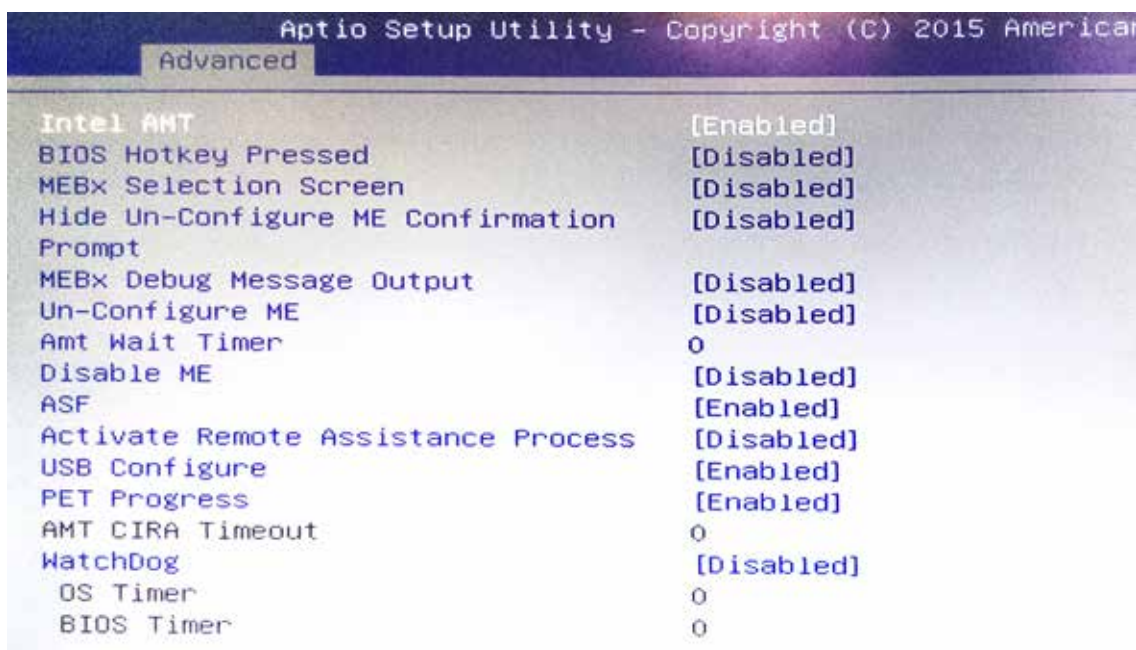 Aptio Setup Utility – Copyright (C) 2015 American
Advanced
Intel AMT [Enabled]
BIOS Hotkey Pressed [Disabled]
MEBx Selection Screen [Disabled]
Hide Un-Configure ME Confirmation [Disabled]
Prompt
MEBx Debug Message Output [Disabled]
Un-Configure ME [Disabled]
Amt Wait Timer 0
Disable ME [Disabled]
ASF [Enabled]
Activate Remote Assistance Process [Disabled]
USB Configure [Enabled]
PET Progress [Enabled]
AMT CIRA Timeout 0
WatchDog [Disabled]
OS Timer 0
BIOS Timer 0